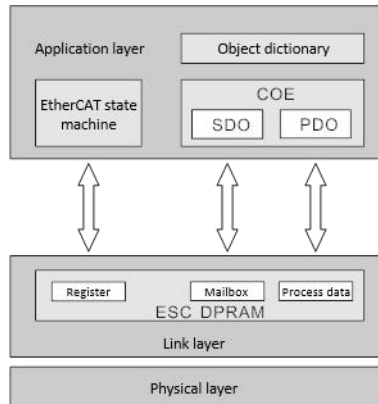 Application layer
Object dictionary
EtherCAT state
machine
COE
SDO
PDO
Register
Mailbox
Process data
ESC DPRAM
Link layer
Physical layer